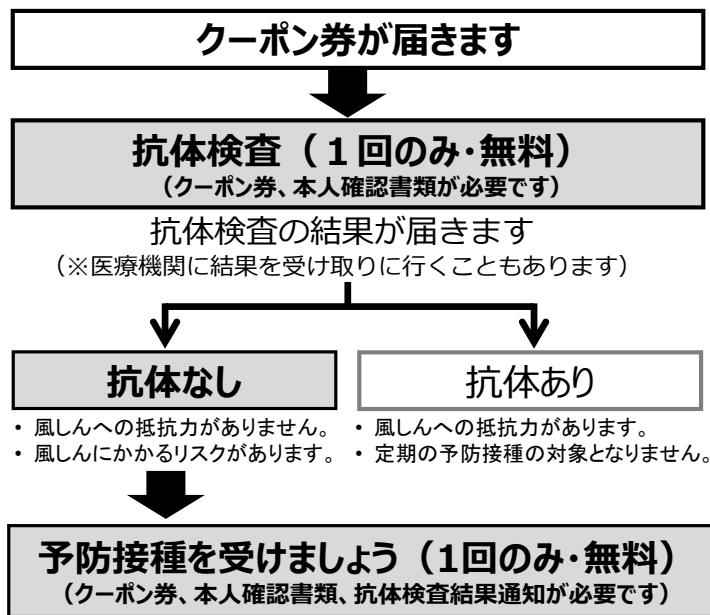 クーポン券が届きます
抗体検査（１回のみ・無料）
（クーポン券、本人確認書類が必要です）
抗体検査の結果が届きます
（※医療機関に結果を受け取りに行くこともあります）
抗体なし
・ 風しんへの抵抗力がありません。
・ 風しんにかかるリスクがあります。
抗体あり
・ 風しんへの抵抗力があります。
・ 定期の予防接種の対象となりません。
予防接種を受けましょう（1回のみ・無料）
（クーポン券、本人確認書類、抗体検査結果通知が必要です）